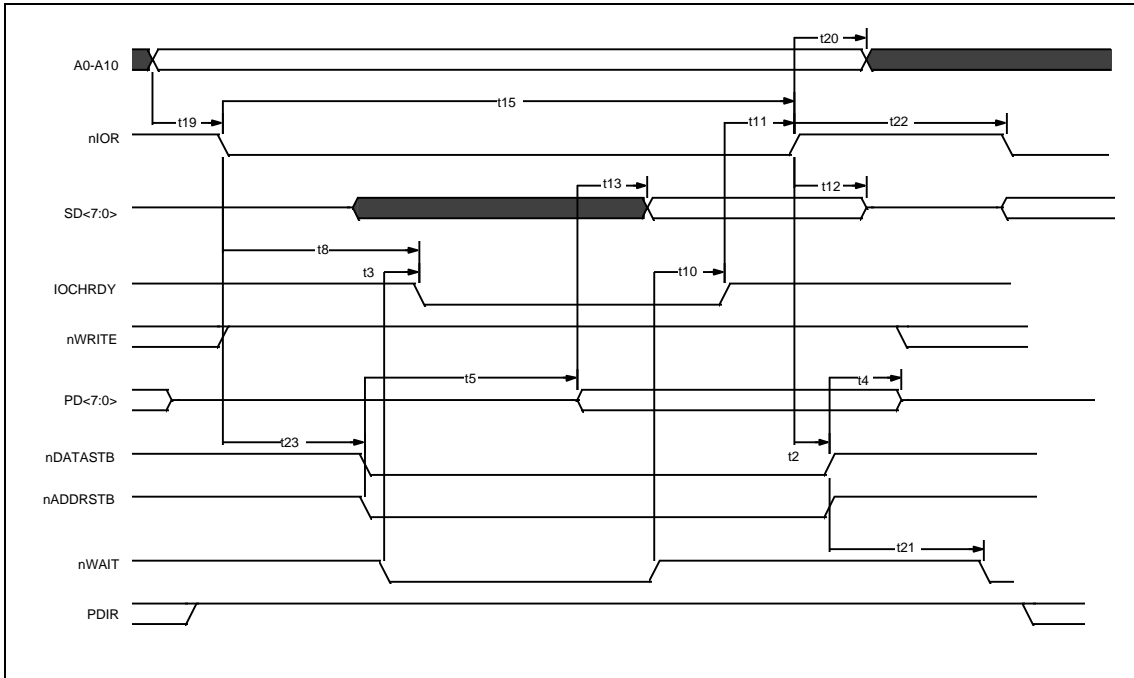 t20
A0-A10
t15
t19
t11
t22
nIOR
t13
t12
SD<7:0>
t8
t3
t10
IOCHRDY
nWRITE
t5
t4
PD<7:0>
t23
t2
nDATASTB
nADDRSTB
t21
nWAIT
PDIR